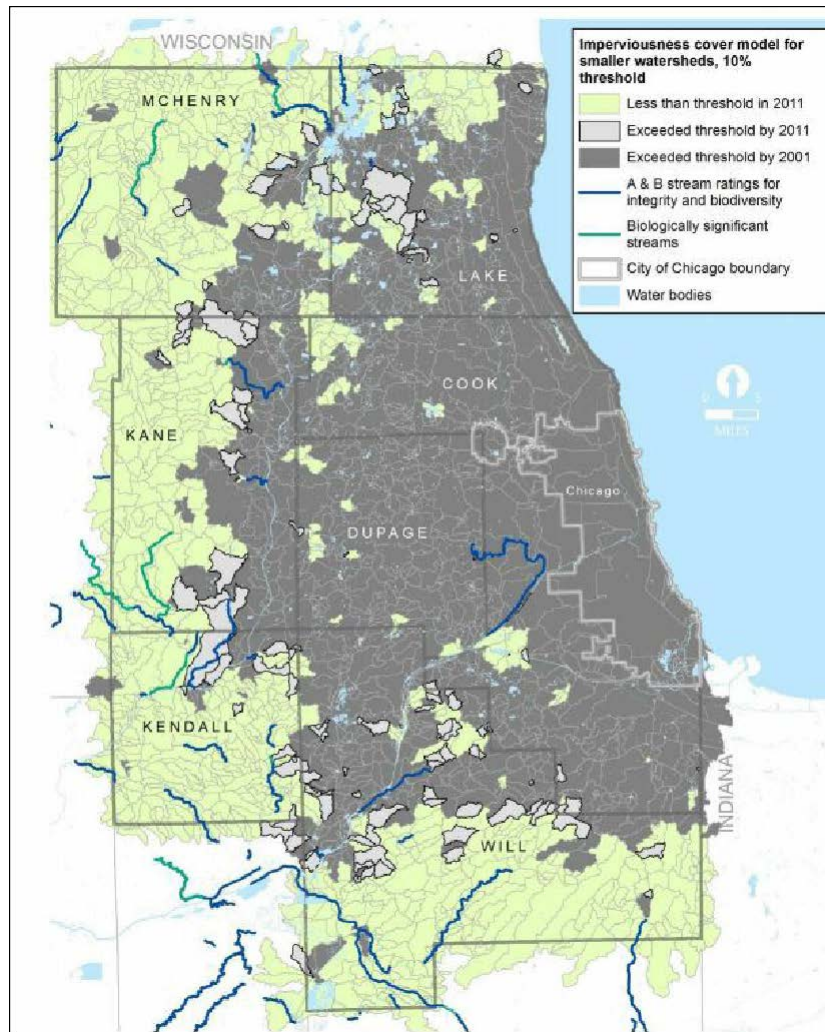 WISCONSIN
MCHENRY
LAKE
COOK
KANE
Chicago
DUPAGE
KENDALL
WILL
INDIANA
Imperviousness cover model for
smaller watersheds, 10%
threshold
Less than threshold in 2011
Exceeded threshold by 2011
Exceeded threshold by 2001
A & B stream ratings for
integrity and biodiversity
Biologically significant
streams
City of Chicago boundary
Water bodies
0 5
MILES